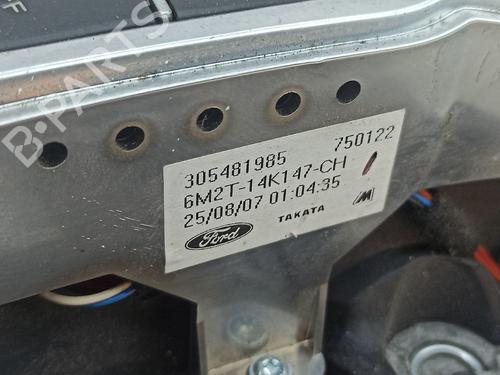 F
B-PARTS
305481985 750122
6M2T-14K147-CH
25/08/07 01:04:35
Ford TAKATA